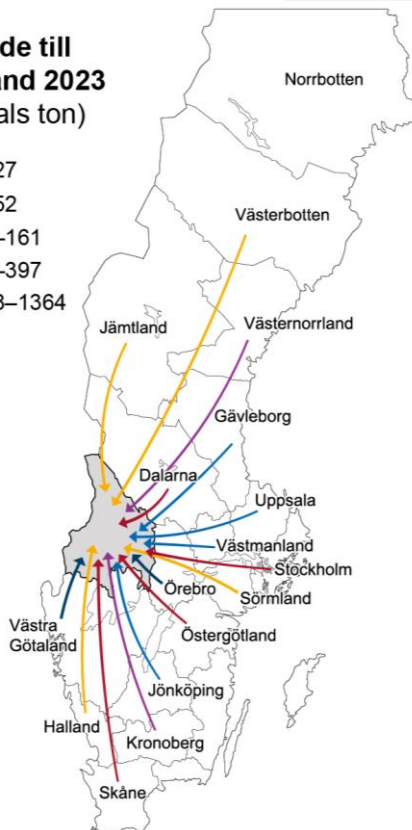 de till
and 2023
als ton)
27
52
–161
–397
3–1364
Norrbotten
Västerbotten
Jämtland
Västernorrland
Gävleborg
Dalarna
Uppsala
Västmanland
Stockholm
Örebro
Sörmland
Västra
Götaland
Östergötland
Jönköping
Halland
Kronoberg
Skåne